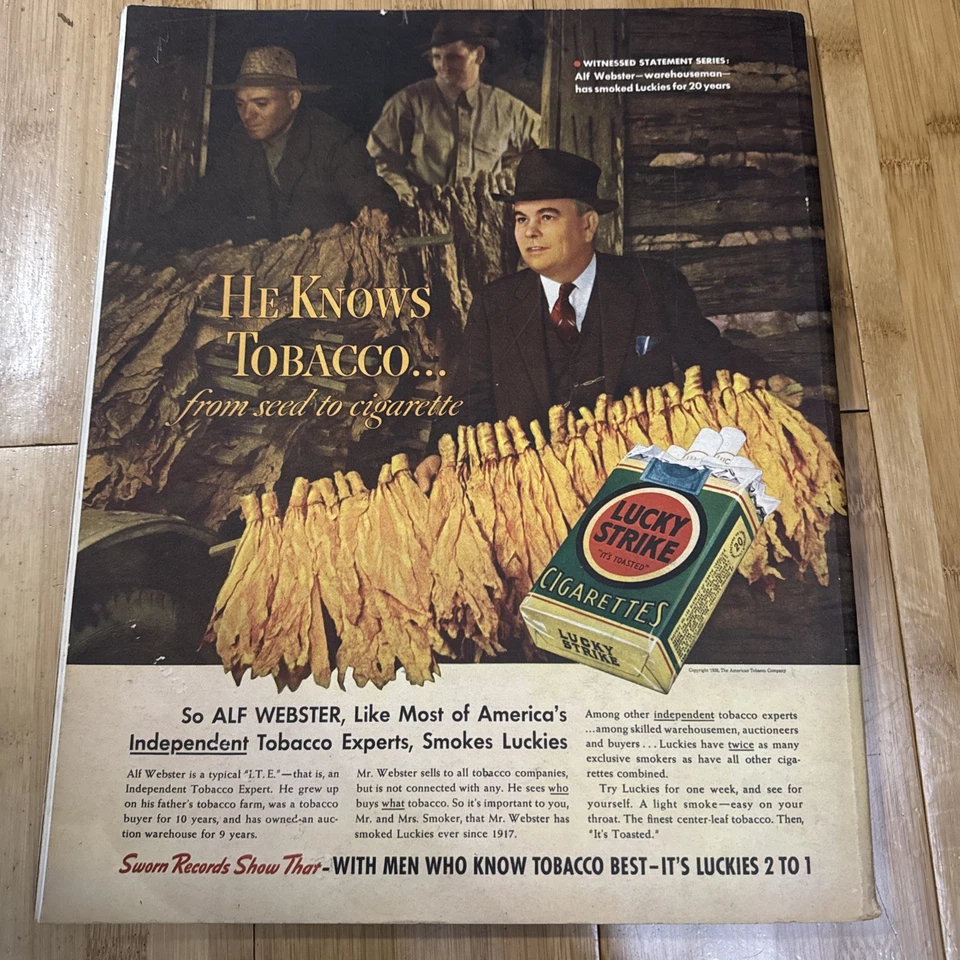 ● WITNESSED STATEMENT SERIES:
Alf Webster—warehouseman—
has smoked Luckies for 20 years
HE KNOWS
TOBACCO...
from seed to cigarette
LUCKY
STRIKE
"IT'S TOASTED"
CIGARETTES
LUCKY
STRIKE
20
Copyright 1938, The American Tobacco Company
So ALF WEBSTER, Like Most of America's
Independent Tobacco Experts, Smokes Luckies
Alf Webster is a typical "I.T. E."—that is, an
Independent Tobacco Expert. He grew up
on his father's tobacco farm, was a tobacco
buyer for 10 years, and has owned an auc-
tion warehouse for 9 years.
Mr. Webster sells to all tobacco companies,
but is not connected with any. He sees who
buys what tobacco. So it's important to you,
Mr. and Mrs. Smoker, that Mr. Webster has
smoked Luckies ever since 1917.
Among other independent tobacco experts
...among skilled warehousemen, auctioneers
and buyers . . . Luckies have twice as many
exclusive smokers as have all other ciga-
rettes combined.
Try Luckies for one week, and see for
yourself. A light smoke—easy on your
throat. The finest center-leaf tobacco. Then,
"It's Toasted."
Sworn Records Show That-WITH MEN WHO KNOW TOBACCO BEST-IT'S LUCKIES 2 TO 1